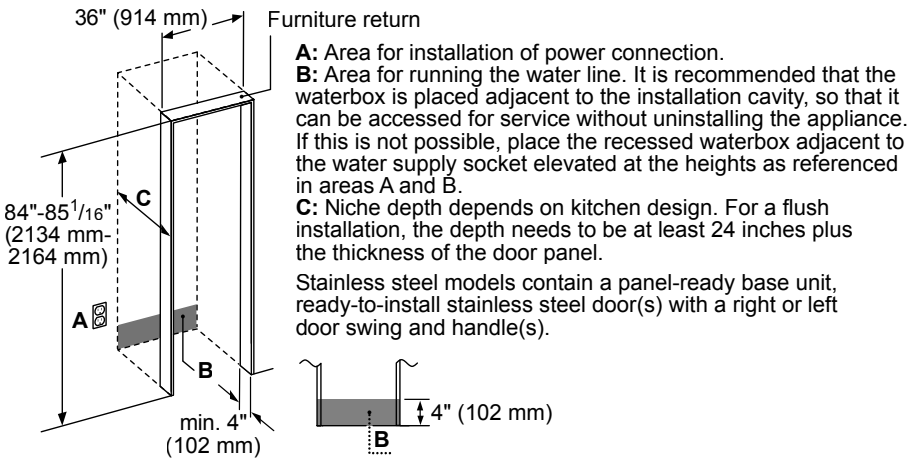 36" (914 mm)
Furniture return
A: Area for installation of power connection.
B: Area for running the water line. It is recommended that the
waterbox is placed adjacent to the installation cavity, so that it
can be accessed for service without uninstalling the appliance.
If this is not possible, place the recessed waterbox adjacent to
the water supply socket elevated at the heights as referenced
in areas A and B.
C: Niche depth depends on kitchen design. For a flush
installation, the depth needs to be at least 24 inches plus
the thickness of the door panel.
Stainless steel models contain a panel-ready base unit,
ready-to-install stainless steel door(s) with a right or left
door swing and handle(s).
C
84"-85 1/16"
(2134 mm-
2164 mm)
A
B
min. 4"
(102 mm)
4" (102 mm)
B